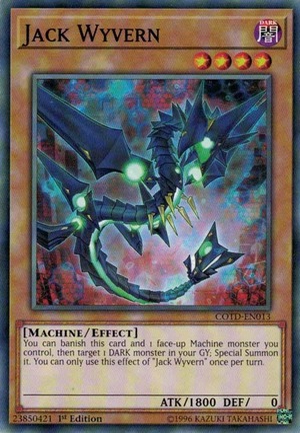 JACK WYVERN
DARK
闇
COTD-EN013
[MACHINE/EFFECT]
You can banish this card and 1 face-up Machine monster you
control, then target 1 DARK monster in your GY; Special Summon
it. You can only use this effect of "Jack Wyvern" once per turn.
ATK/1800 DEF/ 0
23850421 1st Edition ©1996 KAZUKI TAKAHASHI